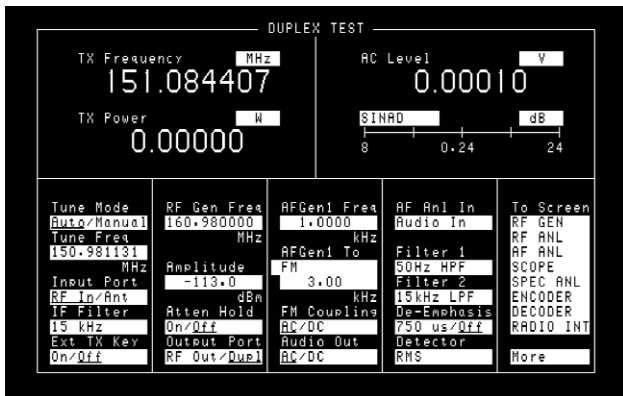 DUPLEX TEST
TX Frequency MHz
151.084407
TX Power W
0.00000
AC Level V
0.00010
SINAD dB
8 0.24 24
Tune Mode
Auto/Manual
Tune Freq
150.981131
MHz
Input Port
RF In/Ant
IF Filter
15 kHz
Ext TX Key
On/Off
RF Gen Freq
160.980000
MHz
Amplitude
-113.0
dBm
Atten Hold
On/Off
Output Port
RF Out/Dupl
AFGen1 Freq
1.0000
kHz
AFGen1 To
FM
3.00
kHz
FM Coupling
AC/DC
Audio Out
AC/DC
AF Anl In
Audio In
Filter 1
50Hz HPF
Filter 2
15kHz LPF
De-Emphasis
750 us/Off
Detector
RMS
To Screen
RF GEN
RF ANL
AF ANL
SCOPE
SPEC ANL
ENCODER
DECODER
RADIO INT
More